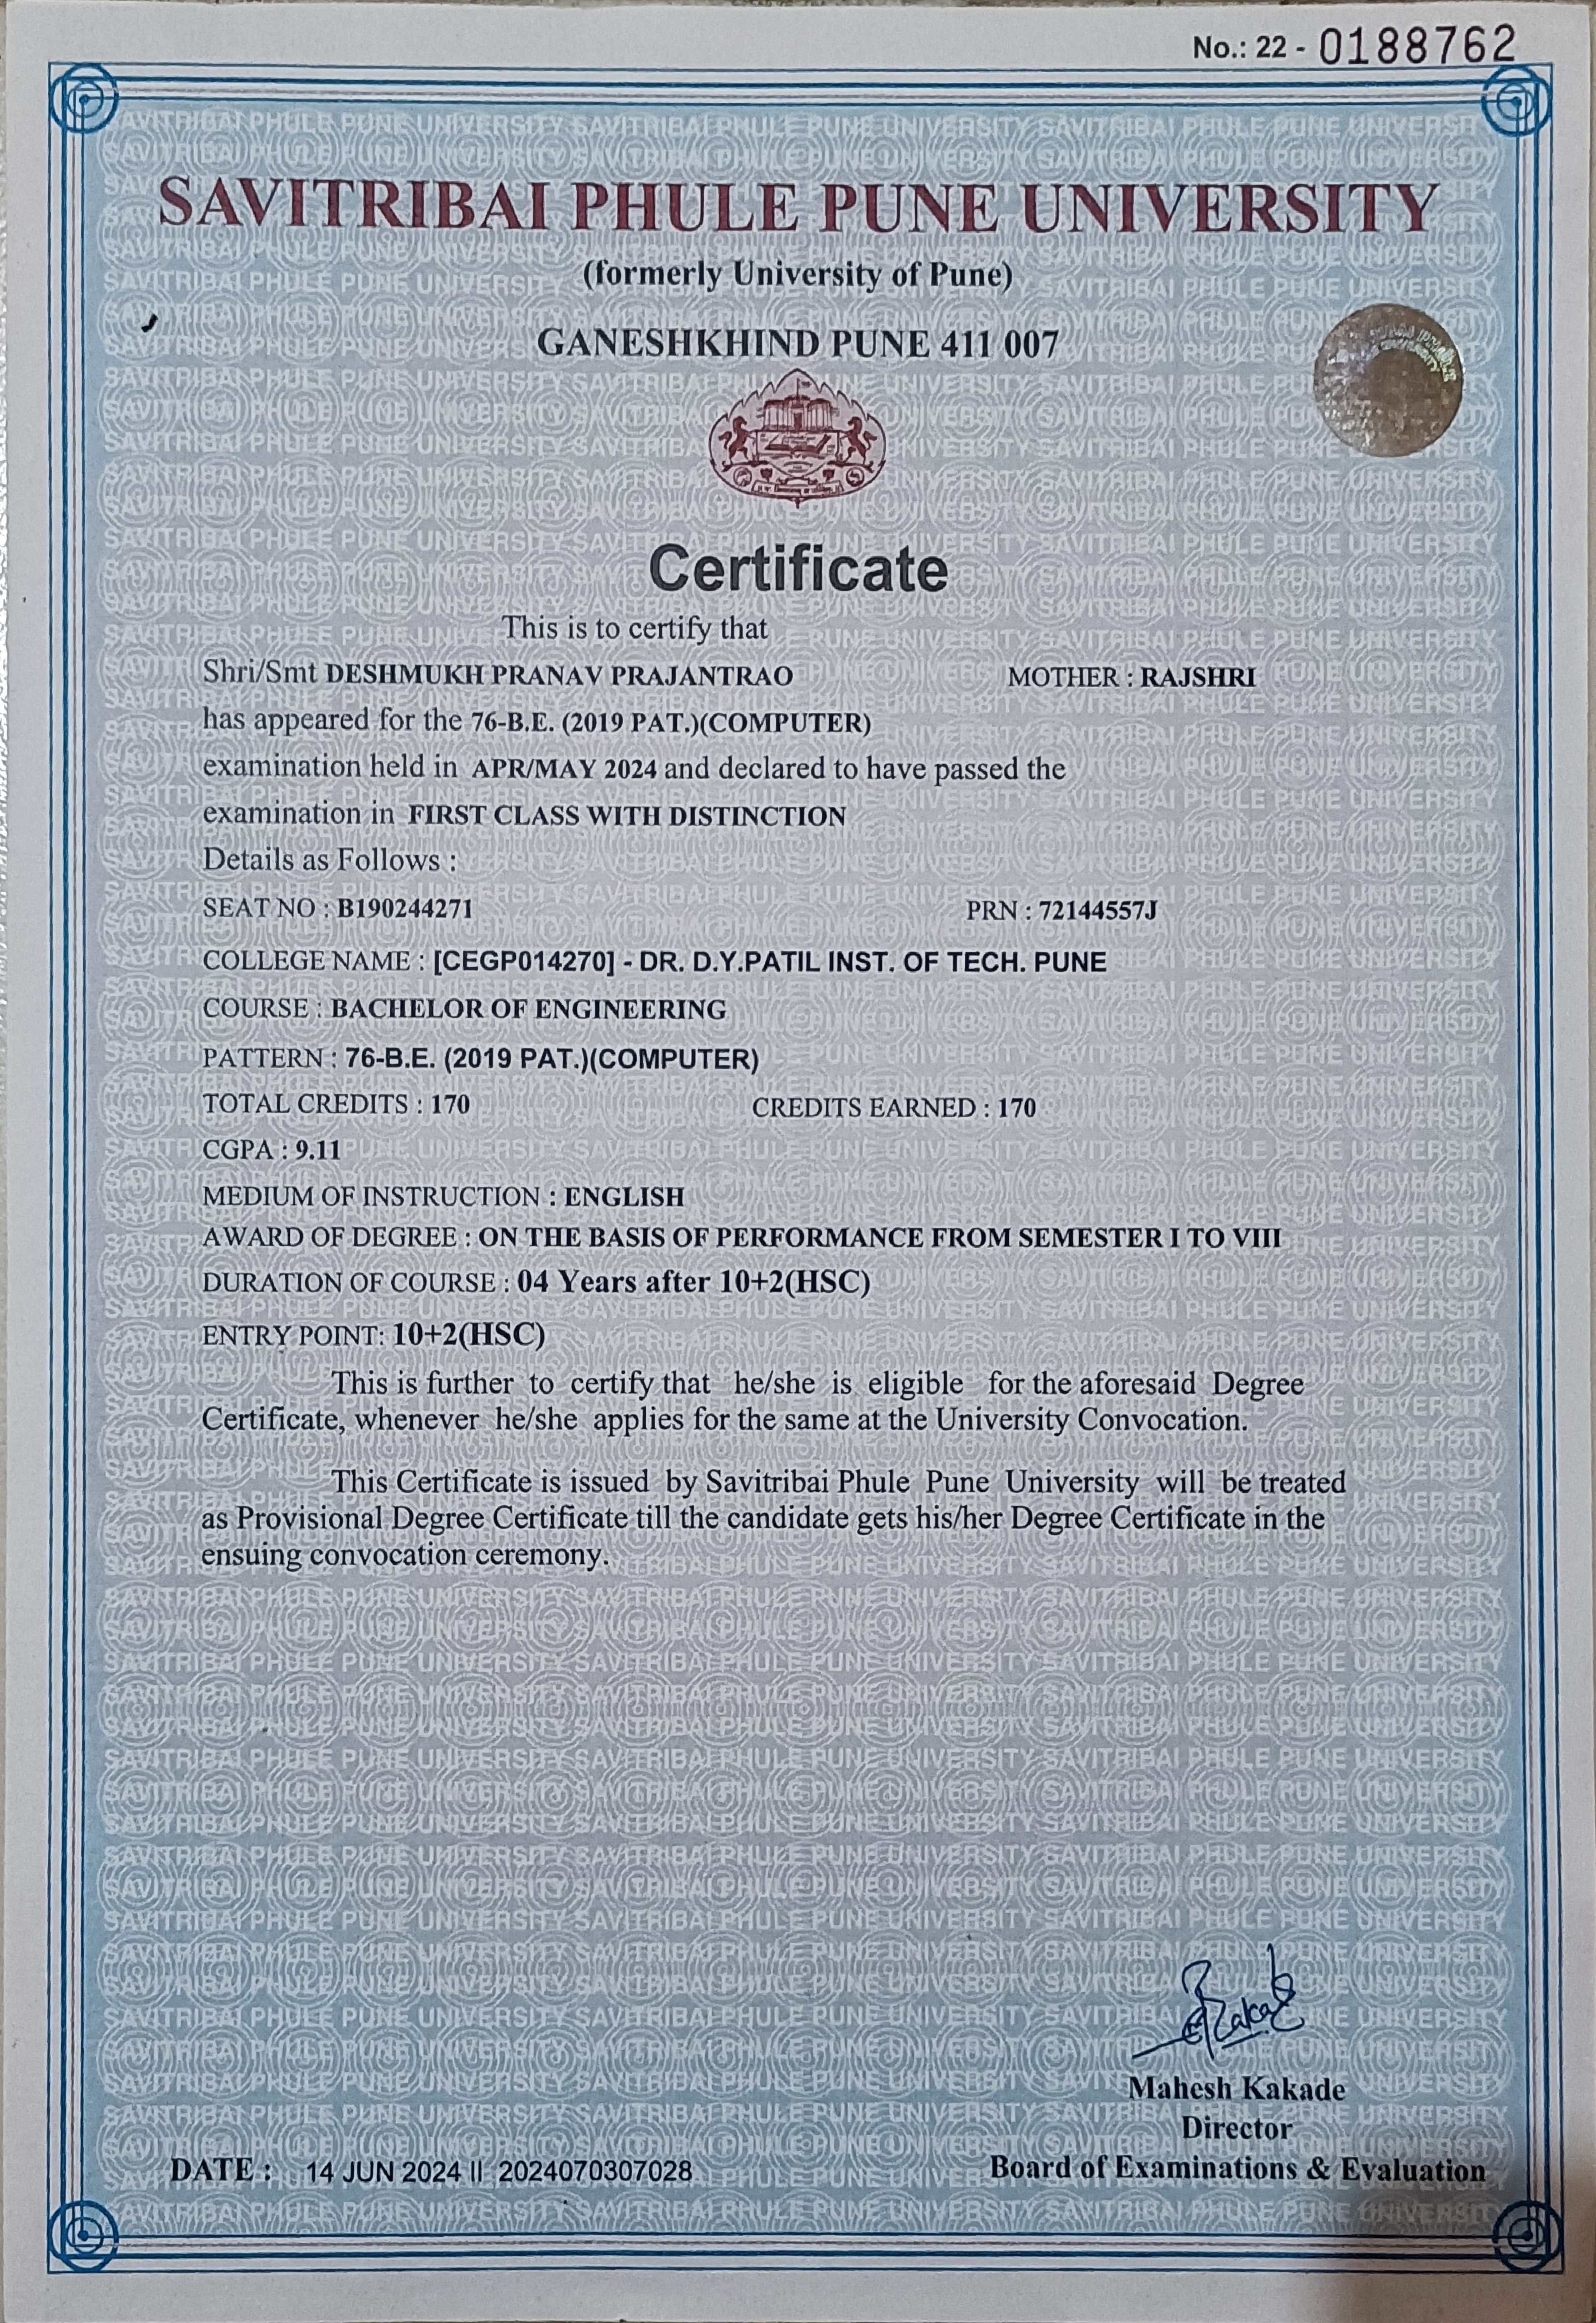 No.: 22 - 0188762
SAVITRIBAI PHULE PUNE UNIVERSITY
(formerly University of Pune)
GANESHKHIND PUNE 411 007
Certificate
This is to certify that
Shri/Smt DESHMUKH PRANAV PRAJANTRAO MOTHER : RAJSHRI
has appeared for the 76-B.E. (2019 PAT.)(COMPUTER)
examination held in APR/MAY 2024 and declared to have passed the
examination in FIRST CLASS WITH DISTINCTION
Details as Follows :
SEAT NO : B190244271 PRN : 72144557J
COLLEGE NAME : [CEGP014270] - DR. D.Y.PATIL INST. OF TECH. PUNE
COURSE : BACHELOR OF ENGINEERING
PATTERN : 76-B.E. (2019 PAT.)(COMPUTER)
TOTAL CREDITS : 170 CREDITS EARNED : 170
CGPA : 9.11
MEDIUM OF INSTRUCTION : ENGLISH
AWARD OF DEGREE : ON THE BASIS OF PERFORMANCE FROM SEMESTER I TO VIII
DURATION OF COURSE : 04 Years after 10+2(HSC)
ENTRY POINT: 10+2(HSC)
This is further to certify that he/she is eligible for the aforesaid Degree
Certificate, whenever he/she applies for the same at the University Convocation.
This Certificate is issued by Savitribai Phule Pune University will be treated
as Provisional Degree Certificate till the candidate gets his/her Degree Certificate in the
ensuing convocation ceremony.
Mahesh Kakade
Director
DATE : 14 JUN 2024 || 2024070307028 Board of Examinations & Evaluation